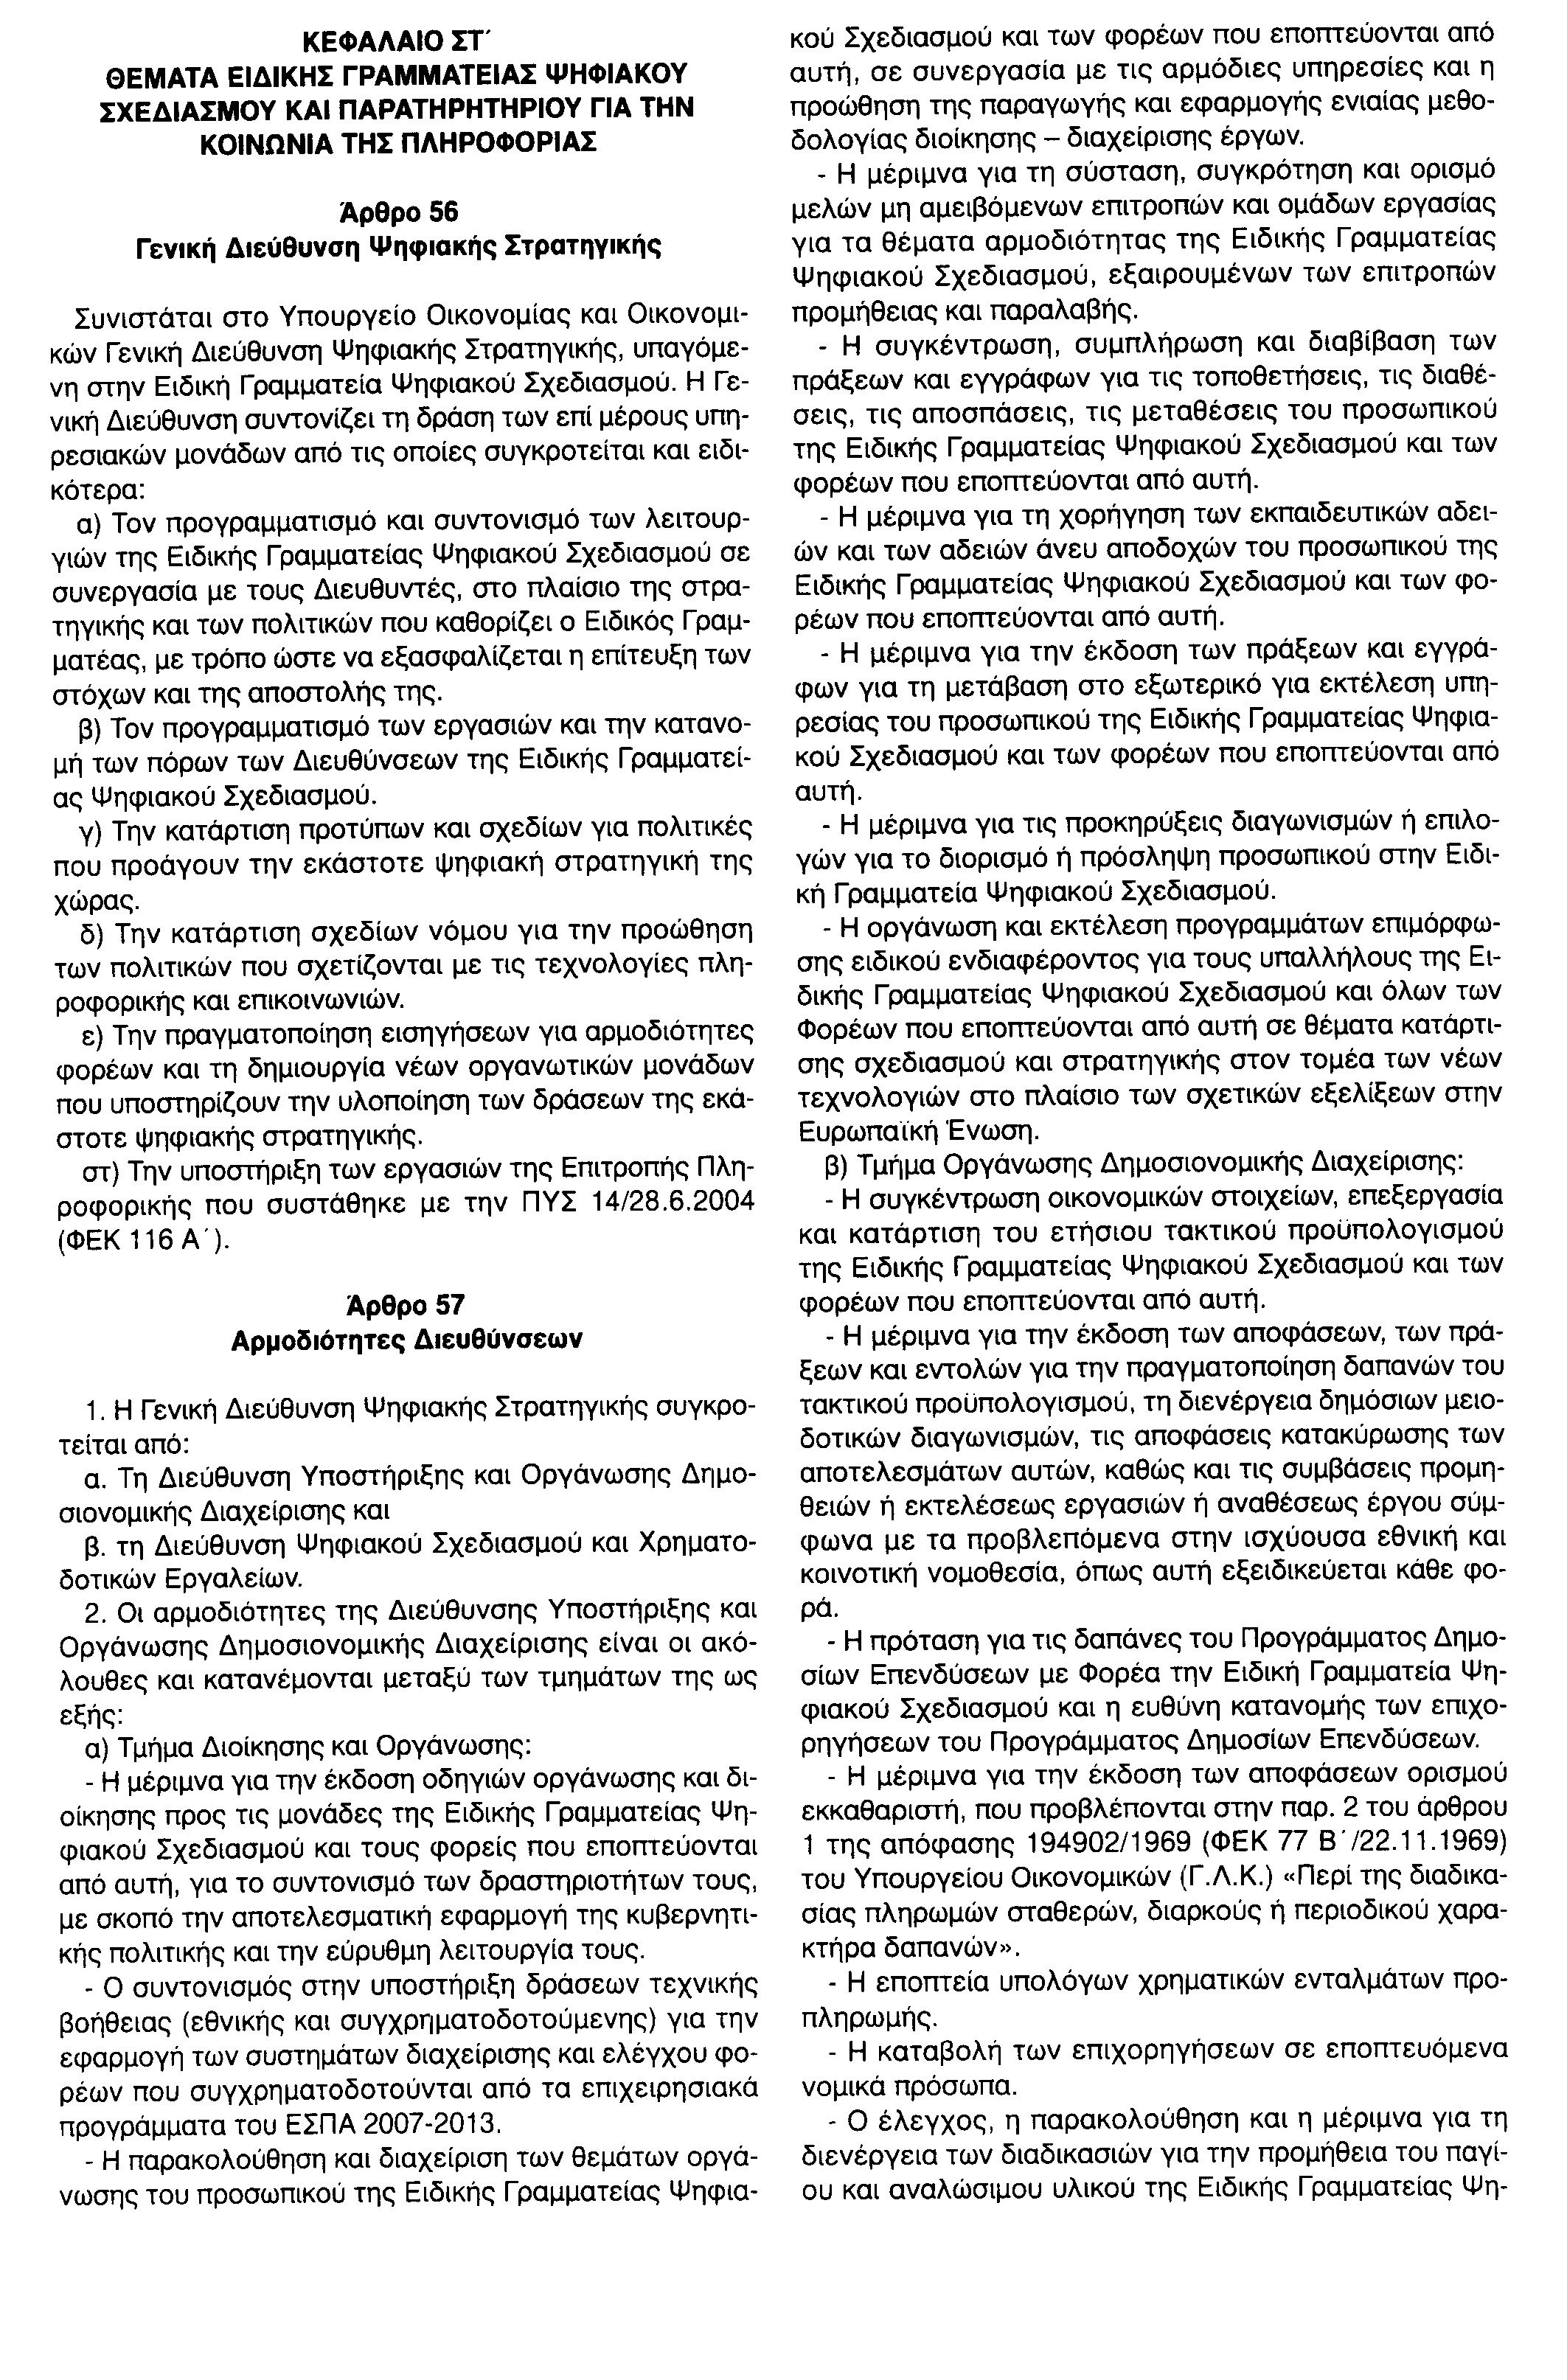 ΚΕΦΑΛΑΙΟ ΣΤ΄
ΘΕΜΑΤΑ ΕΙΔΙΚΗΣ ΓΡΑΜΜΑΤΕΙΑΣ ΨΗΦΙΑΚΟΥ
ΣΧΕΔΙΑΣΜΟΥ ΚΑΙ ΠΑΡΑΤΗΡΗΤΗΡΙΟΥ ΓΙΑ ΤΗΝ
ΚΟΙΝΩΝΙΑ ΤΗΣ ΠΛΗΡΟΦΟΡΙΑΣ
Άρθρο 56
Γενική Διεύθυνση Ψηφιακής Στρατηγικής
Συνιστάται στο Υπουργείο Οικονομίας και Οικονομι-
κών Γενική Διεύθυνση Ψηφιακής Στρατηγικής, υπαγόμε-
νη στην Ειδική Γραμματεία Ψηφιακού Σχεδιασμού. Η Γε-
νική Διεύθυνση συντονίζει τη δράση των επί μέρους υπη-
ρεσιακών μονάδων από τις οποίες συγκροτείται και ειδι-
κότερα:
α) Τον προγραμματισμό και συντονισμό των λειτουρ-
γιών της Ειδικής Γραμματείας Ψηφιακού Σχεδιασμού σε
συνεργασία με τους Διευθυντές, στο πλαίσιο της στρα-
τηγικής και των πολιτικών που καθορίζει ο Ειδικός Γραμ-
ματέας, με τρόπο ώστε να εξασφαλίζεται η επίτευξη των
στόχων και της αποστολής της.
β) Τον προγραμματισμό των εργασιών και την κατανο-
μή των πόρων των Διευθύνσεων της Ειδικής Γραμματεί-
ας Ψηφιακού Σχεδιασμού.
γ) Την κατάρτιση προτύπων και σχεδίων για πολιτικές
που προάγουν την εκάστοτε ψηφιακή στρατηγική της
χώρας.
δ) Την κατάρτιση σχεδίων νόμου για την προώθηση
των πολιτικών που σχετίζονται με τις τεχνολογίες πλη-
ροφορικής και επικοινωνιών.
ε) Την πραγματοποίηση εισηγήσεων για αρμοδιότητες
φορέων και τη δημιουργία νέων οργανωτικών μονάδων
που υποστηρίζουν την υλοποίηση των δράσεων της εκά-
στοτε ψηφιακής στρατηγικής.
στ) Την υποστήριξη των εργασιών της Επιτροπής Πλη-
ροφορικής που συστάθηκε με την ΠΥΣ 14/28.6.2004
(ΦΕΚ 116 Α΄).
Άρθρο 57
Αρμοδιότητες Διευθύνσεων
1. Η Γενική Διεύθυνση Ψηφιακής Στρατηγικής συγκρο-
τείται από:
α. Τη Διεύθυνση Υποστήριξης και Οργάνωσης Δημο-
σιονομικής Διαχείρισης και
β. τη Διεύθυνση Ψηφιακού Σχεδιασμού και Χρηματο-
δοτικών Εργαλείων.
2. Οι αρμοδιότητες της Διεύθυνσης Υποστήριξης και
Οργάνωσης Δημοσιονομικής Διαχείρισης είναι οι ακό-
λουθες και κατανέμονται μεταξύ των τμημάτων της ως
εξής:
α) Τμήμα Διοίκησης και Οργάνωσης:
- Η μέριμνα για την έκδοση οδηγιών οργάνωσης και δι-
οίκησης προς τις μονάδες της Ειδικής Γραμματείας Ψη-
φιακού Σχεδιασμού και τους φορείς που εποπτεύονται
από αυτή, για το συντονισμό των δραστηριοτήτων τους,
με σκοπό την αποτελεσματική εφαρμογή της κυβερνητι-
κής πολιτικής και την εύρυθμη λειτουργία τους.
- Ο συντονισμός στην υποστήριξη δράσεων τεχνικής
βοήθειας (εθνικής και συγχρηματοδοτούμενης) για την
εφαρμογή των συστημάτων διαχείρισης και ελέγχου φο-
ρέων που συγχρηματοδοτούνται από τα επιχειρησιακά
προγράμματα του ΕΣΠΑ 2007-2013.
- Η παρακολούθηση και διαχείριση των θεμάτων οργά-
νωσης του προσωπικού της Ειδικής Γραμματείας Ψηφια-
κού Σχεδιασμού και των φορέων που εποπτεύονται από
αυτή, σε συνεργασία με τις αρμόδιες υπηρεσίες και η
προώθηση της παραγωγής και εφαρμογής ενιαίας μεθο-
δολογίας διοίκησης – διαχείρισης έργων.
- Η μέριμνα για τη σύσταση, συγκρότηση και ορισμό
μελών μη αμειβόμενων επιτροπών και ομάδων εργασίας
για τα θέματα αρμοδιότητας της Ειδικής Γραμματείας
Ψηφιακού Σχεδιασμού, εξαιρουμένων των επιτροπών
προμήθειας και παραλαβής.
- Η συγκέντρωση, συμπλήρωση και διαβίβαση των
πράξεων και εγγράφων για τις τοποθετήσεις, τις διαθέ-
σεις, τις αποσπάσεις, τις μεταθέσεις του προσωπικού
της Ειδικής Γραμματείας Ψηφιακού Σχεδιασμού και των
φορέων που εποπτεύονται από αυτή.
- Η μέριμνα για τη χορήγηση των εκπαιδευτικών αδει-
ών και των αδειών άνευ αποδοχών του προσωπικού της
Ειδικής Γραμματείας Ψηφιακού Σχεδιασμού και των φο-
ρέων που εποπτεύονται από αυτή.
- Η μέριμνα για την έκδοση των πράξεων και εγγρά-
φων για τη μετάβαση στο εξωτερικό για εκτέλεση υπη-
ρεσίας του προσωπικού της Ειδικής Γραμματείας Ψηφια-
κού Σχεδιασμού και των φορέων που εποπτεύονται από
αυτή.
- Η μέριμνα για τις προκηρύξεις διαγωνισμών ή επιλο-
γών για το διορισμό ή πρόσληψη προσωπικού στην Ειδι-
κή Γραμματεία Ψηφιακού Σχεδιασμού.
- Η οργάνωση και εκτέλεση προγραμμάτων επιμόρφω-
σης ειδικού ενδιαφέροντος για τους υπαλλήλους της Ει-
δικής Γραμματείας Ψηφιακού Σχεδιασμού και όλων των
Φορέων που εποπτεύονται από αυτή σε θέματα κατάρτι-
σης σχεδιασμού και στρατηγικής στον τομέα των νέων
τεχνολογιών στο πλαίσιο των σχετικών εξελίξεων στην
Ευρωπαϊκή Ένωση.
β) Τμήμα Οργάνωσης Δημοσιονομικής Διαχείρισης:
- Η συγκέντρωση οικονομικών στοιχείων, επεξεργασία
και κατάρτιση του ετήσιου τακτικού προϋπολογισμού
της Ειδικής Γραμματείας Ψηφιακού Σχεδιασμού και των
φορέων που εποπτεύονται από αυτή.
- Η μέριμνα για την έκδοση των αποφάσεων, των πρά-
ξεων και εντολών για την πραγματοποίηση δαπανών του
τακτικού προϋπολογισμού, τη διενέργεια δημόσιων μειο-
δοτικών διαγωνισμών, τις αποφάσεις κατακύρωσης των
αποτελεσμάτων αυτών, καθώς και τις συμβάσεις προμη-
θειών ή εκτελέσεως εργασιών ή αναθέσεως έργου σύμ-
φωνα με τα προβλεπόμενα στην ισχύουσα εθνική και
κοινοτική νομοθεσία, όπως αυτή εξειδικεύεται κάθε φο-
ρά.
- Η πρόταση για τις δαπάνες του Προγράμματος Δημο-
σίων Επενδύσεων με Φορέα την Ειδική Γραμματεία Ψη-
φιακού Σχεδιασμού και η ευθύνη κατανομής των επιχο-
ρηγήσεων του Προγράμματος Δημοσίων Επενδύσεων.
- Η μέριμνα για την έκδοση των αποφάσεων ορισμού
εκκαθαριστή, που προβλέπονται στην παρ. 2 του άρθρου
1 της απόφασης 194902/1969 (ΦΕΚ 77 Β΄/22.11.1969)
του Υπουργείου Οικονομικών (Γ.Λ.Κ.) «Περί της διαδικα-
σίας πληρωμών σταθερών, διαρκούς ή περιοδικού χαρα-
κτήρα δαπανών».
- Η εποπτεία υπολόγων χρηματικών ενταλμάτων προ-
πληρωμής.
- Η καταβολή των επιχορηγήσεων σε εποπτευόμενα
νομικά πρόσωπα.
- Ο έλεγχος, η παρακολούθηση και η μέριμνα για τη
διενέργεια των διαδικασιών για την προμήθεια του παγί-
ου και αναλώσιμου υλικού της Ειδικής Γραμματείας Ψη-